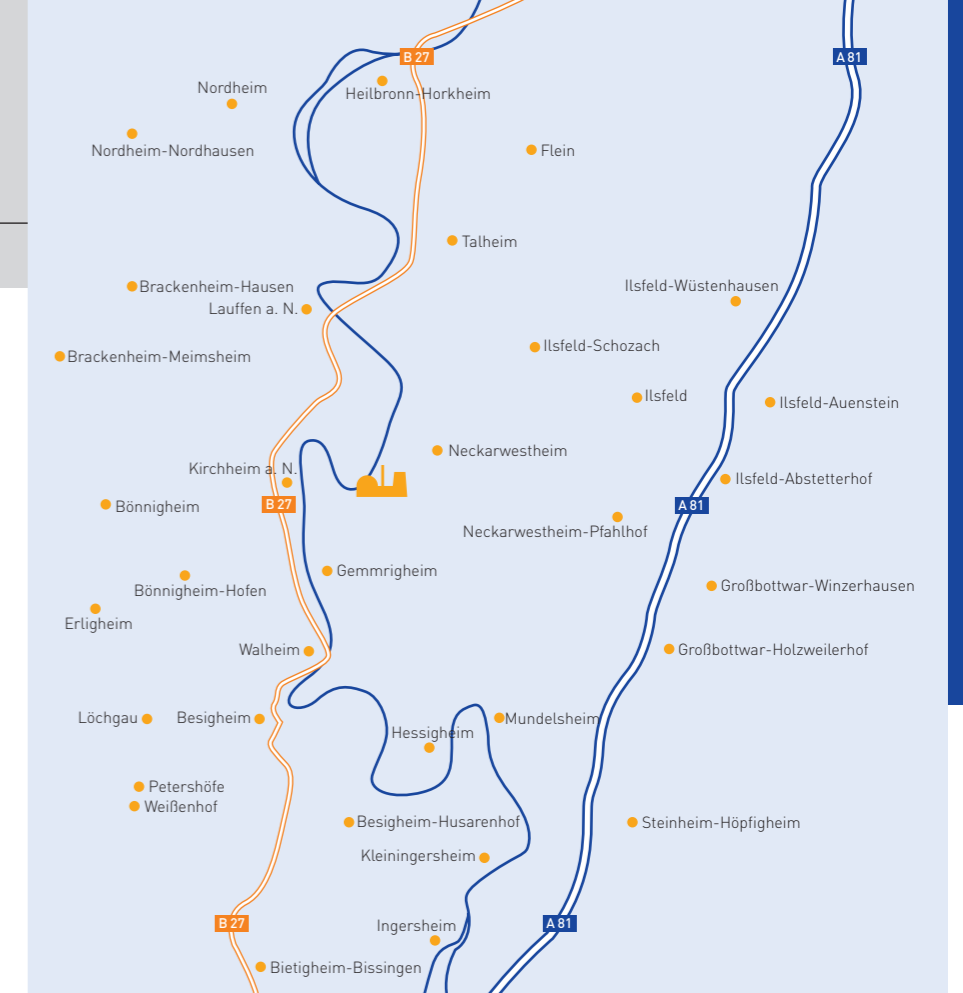 B 27
A 81
Nordheim
Heilbronn-Horkheim
Nordheim-Nordhausen
Flein
Talheim
Brackenheim-Hausen
Ilsfeld-Wüstenhausen
Lauffen a. N.
Ilsfeld-Schozach
Brackenheim-Meimsheim
Ilsfeld
Ilsfeld-Auenstein
Neckarwestheim
Kirchheim a. N.
Ilsfeld-Abstetterhof
B 27
A 81
Bönnigheim
Neckarwestheim-Pfahlhof
Gemmrigheim
Bönnigheim-Hofen
Großbottwar-Winzerhausen
Erligheim
Walheim
Großbottwar-Holzweilerhof
Löchgau
Besigheim
Mundelsheim
Hessigheim
Petershöfe
Weißenhof
Besigheim-Husarenhof
Steinheim-Höpfigheim
Kleiningersheim
B 27
A 81
Ingersheim
Bietigheim-Bissingen